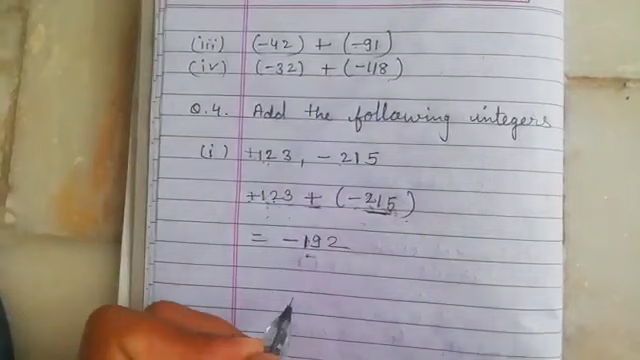 (iii) (-42) + (-91)
(iv) (-32) + (-118)
Q.4. Add the following integers
(i) +123, -215
+123 + (-215)
= -192